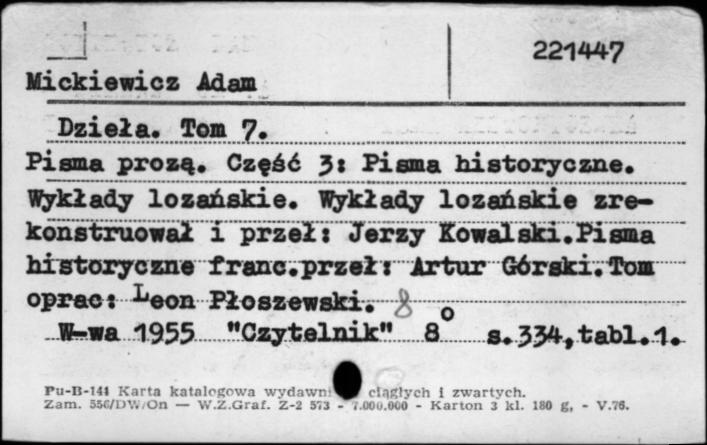 221447
Mickiewicz Adam
Dzieła. Tom 7.
Pisma prozą. Część 3: Pisma historyczne.
Wykłady lozańskie. Wykłady lozańskie zre-
konstruował i przeł: Jerzy Kowalski.Pisma
historyczne franc.przeł: Artur Górski.Tom
oprac: Leon Płoszewski. 8
W-wa 1955 "Czytelnik" 8° s.334,tabl.1.
Pu-B-144 Karta katalogowa wydawni ciągłych i zwartych.
Zam. 556/DW/On — W.Z.Graf. Z-2 573 - 7.000.000 - Karton 3 kl. 180 g, - V.76.